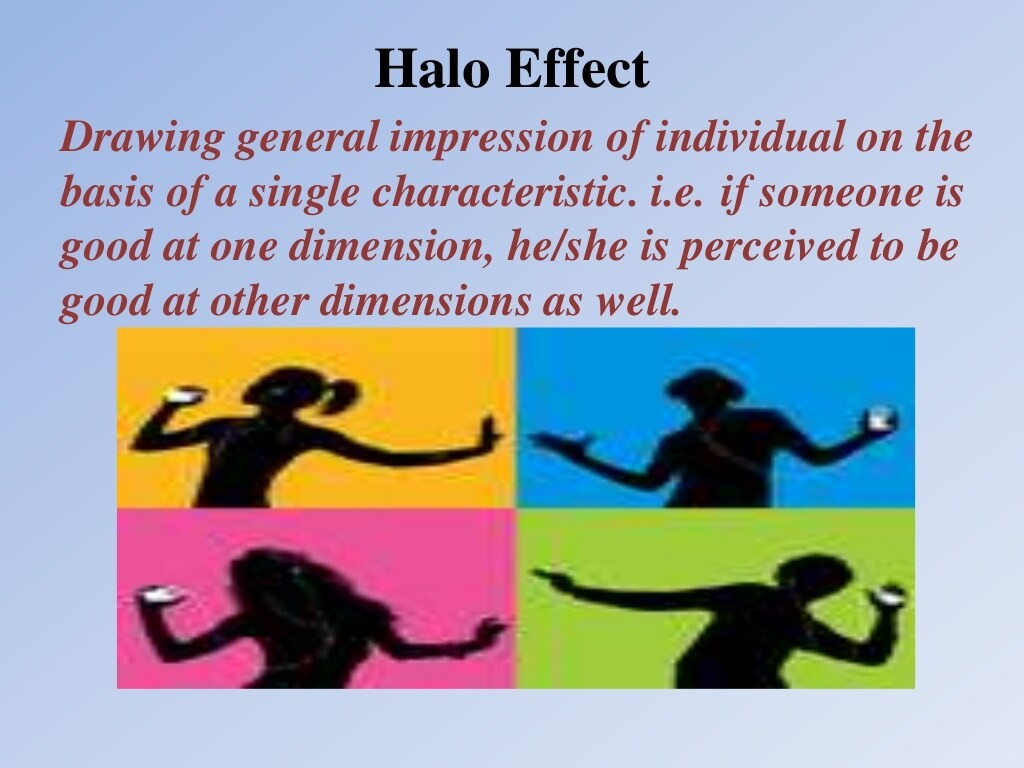 Halo Effect
Drawing general impression of individual on the
basis of a single characteristic. i.e. if someone is
good at one dimension, he/she is perceived to be
good at other dimensions as well.